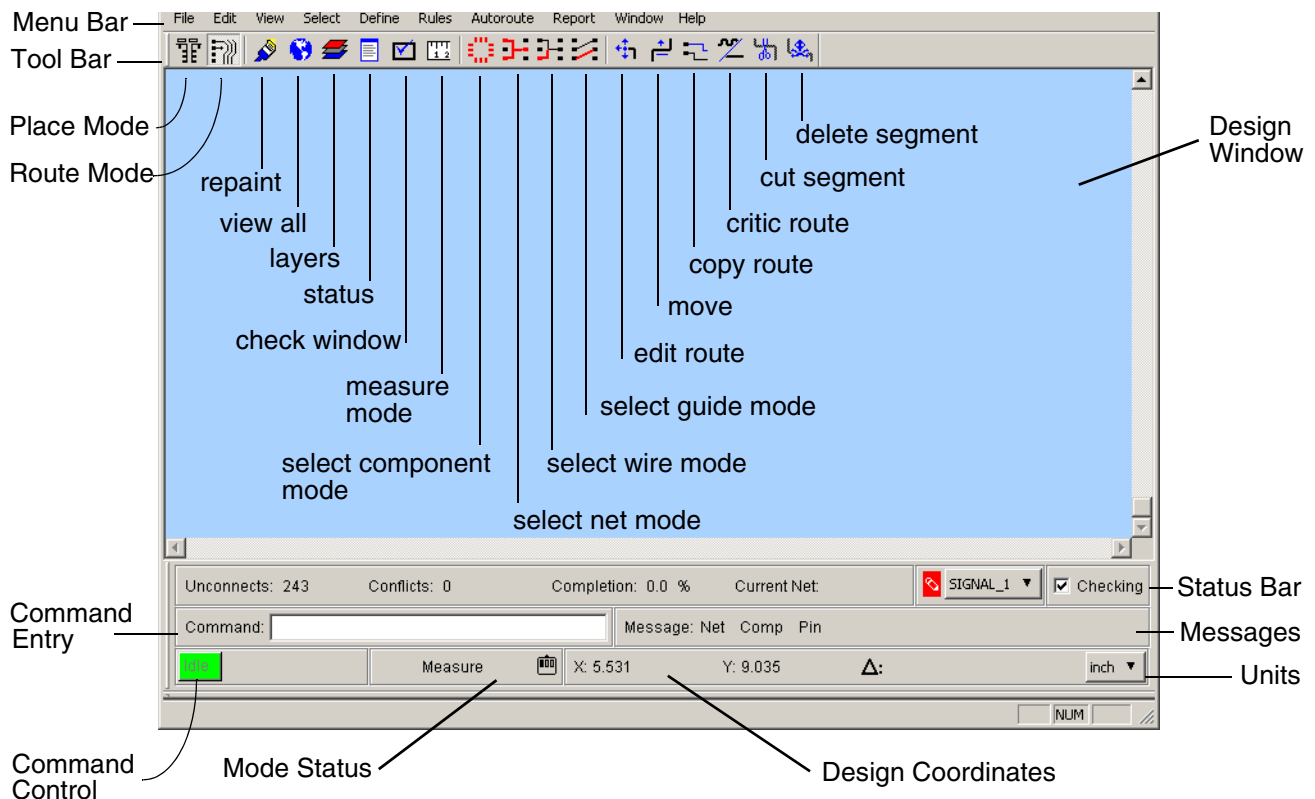 File Edit View Select Define Rules Autoroute Report Window Help
Menu Bar
Tool Bar
1 2
Place Mode
Route Mode
repaint
view all
layers
status
check window
measure
mode
select component
mode
select net mode
select wire mode
select guide mode
edit route
move
copy route
critic route
cut segment
delete segment
Design
Window
Unconnects: 243 Conflicts: 0 Completion: 0.0 % Current Net: SIGNAL_1 Checking
Status Bar
Command
Entry
Command: Message: Net Comp Pin
Messages
Idle Measure X: 5.531 Y: 9.035 Δ: inch
Units
NUM
Command
Control
Mode Status
Design Coordinates